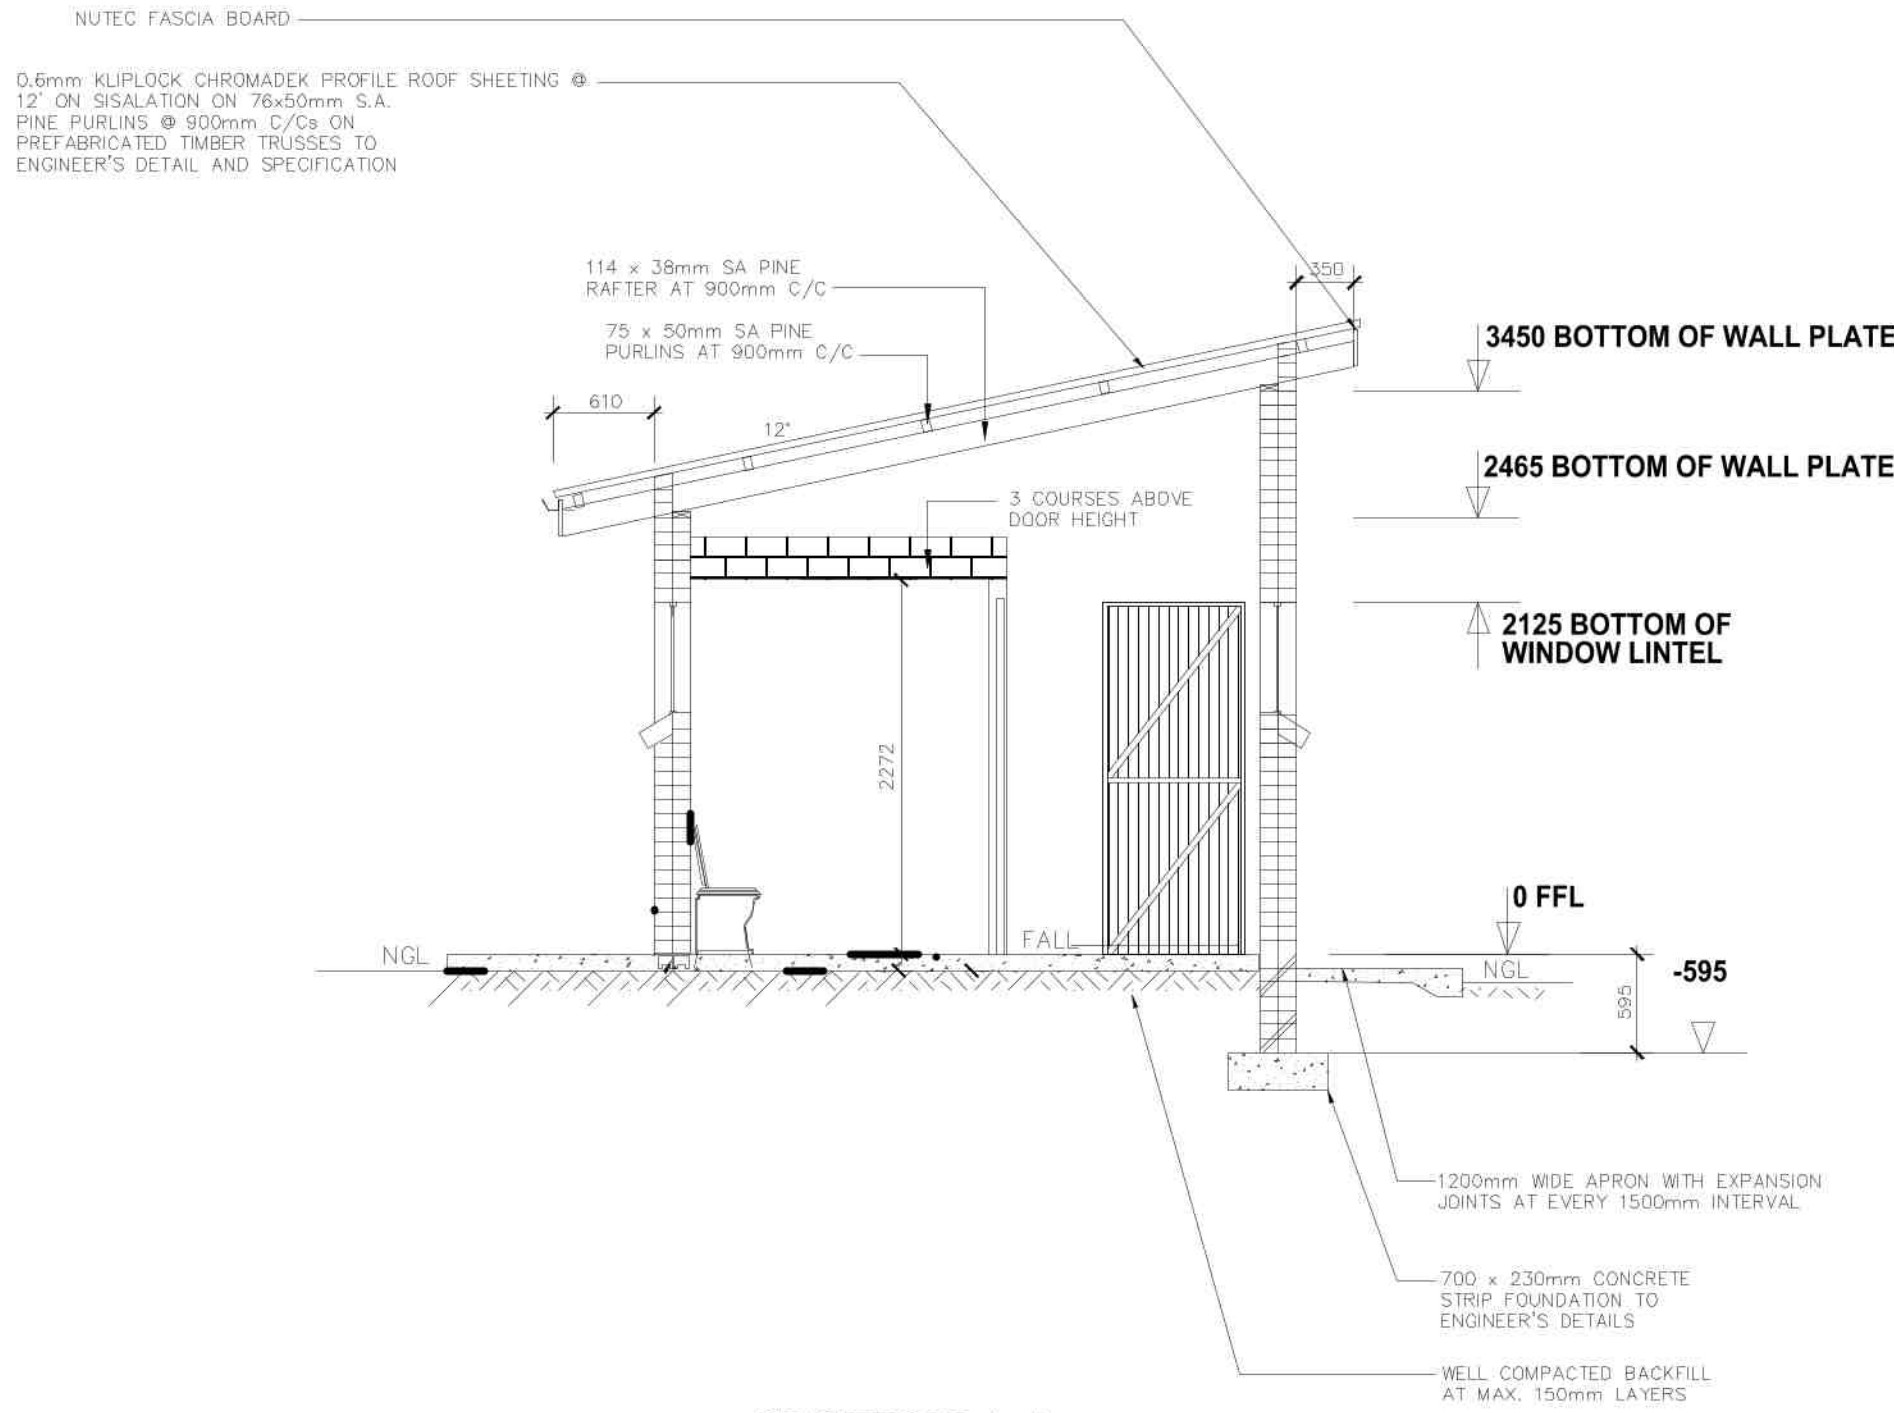 NUTEC FASCIA BOARD
0.6mm KLIPLOCK CHROMADEK PROFILE ROOF SHEETING @
12° ON SISALATION ON 76x50mm S.A.
PINE PURLINS @ 900mm C/Cs ON
PREFABRICATED TIMBER TRUSSES TO
ENGINEER'S DETAIL AND SPECIFICATION
114 x 38mm SA PINE
RAFTER AT 900mm C/C
350
75 x 50mm SA PINE
PURLINS AT 900mm C/C
3450 BOTTOM OF WALL PLATE
610
12°
2465 BOTTOM OF WALL PLATE
3 COURSES ABOVE
DOOR HEIGHT
2125 BOTTOM OF
WINDOW LINTEL
2272
0 FFL
FALL
NGL
NGL
-595
595
1200mm WIDE APRON WITH EXPANSION
JOINTS AT EVERY 1500mm INTERVAL
700 x 230mm CONCRETE
STRIP FOUNDATION TO
ENGINEER'S DETAILS
WELL COMPACTED BACKFILL
AT MAX. 150mm LAYERS